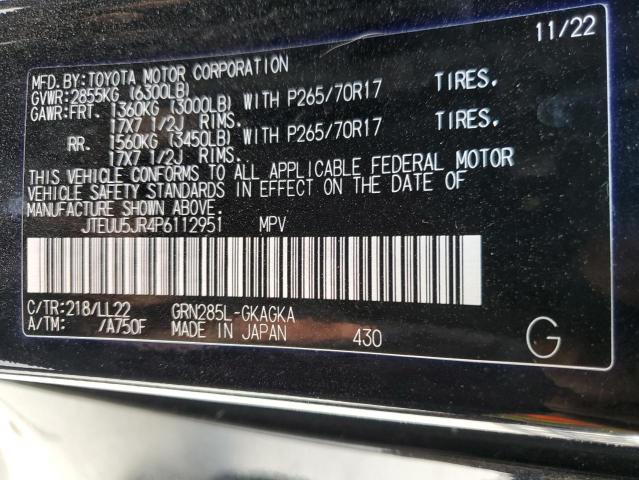 11/22
MFD.BY:TOYOTA MOTOR CORPORATION
GVWR:2855KG (6300LB)
GAWR:FRT. 1360KG (3000LB) WITH P265/70R17 TIRES.
17X7 1/2J RIMS.
RR. 1560KG (3450LB) WITH P265/70R17 TIRES.
17X7 1/2J RIMS.
THIS VEHICLE CONFORMS TO ALL APPLICABLE FEDERAL MOTOR
VEHICLE SAFETY STANDARDS IN EFFECT ON THE DATE OF
MANUFACTURE SHOWN ABOVE.
JTEUU5JR4P6112951 MPV
C/TR:218/LL22 GRN285L-GKAGKA
A/TM: /A750F MADE IN JAPAN 430 G